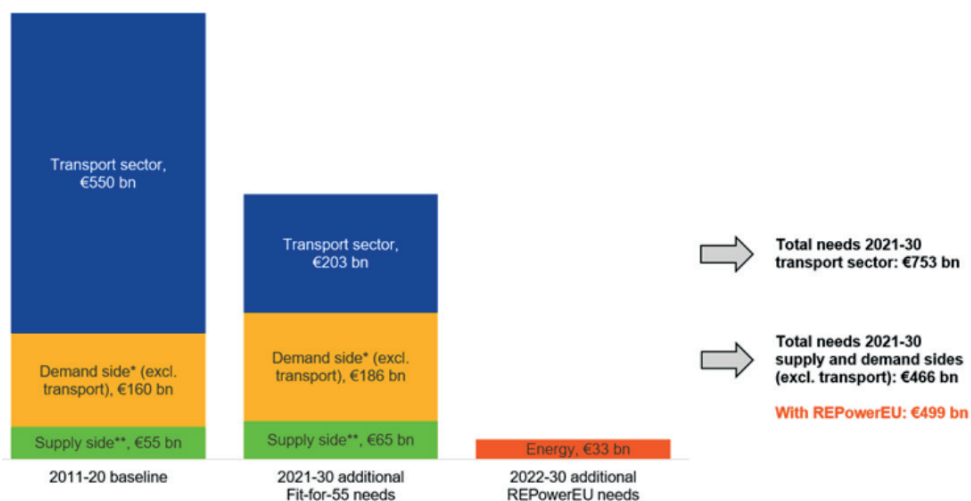 Transport sector,
€550 bn
Demand side* (excl.
transport), €160 bn
Supply side**, €55 bn
2011-20 baseline
Transport sector,
€203 bn
Demand side* (excl.
transport), €186 bn
Supply side**, €65 bn
2021-30 additional
Fit-for-55 needs
Energy, €33 bn
2022-30 additional
REPowerEU needs
Total needs 2021-30
transport sector: €753 bn
Total needs 2021-30
supply and demand sides
(excl. transport): €466 bn
With REPowerEU: €499 bn